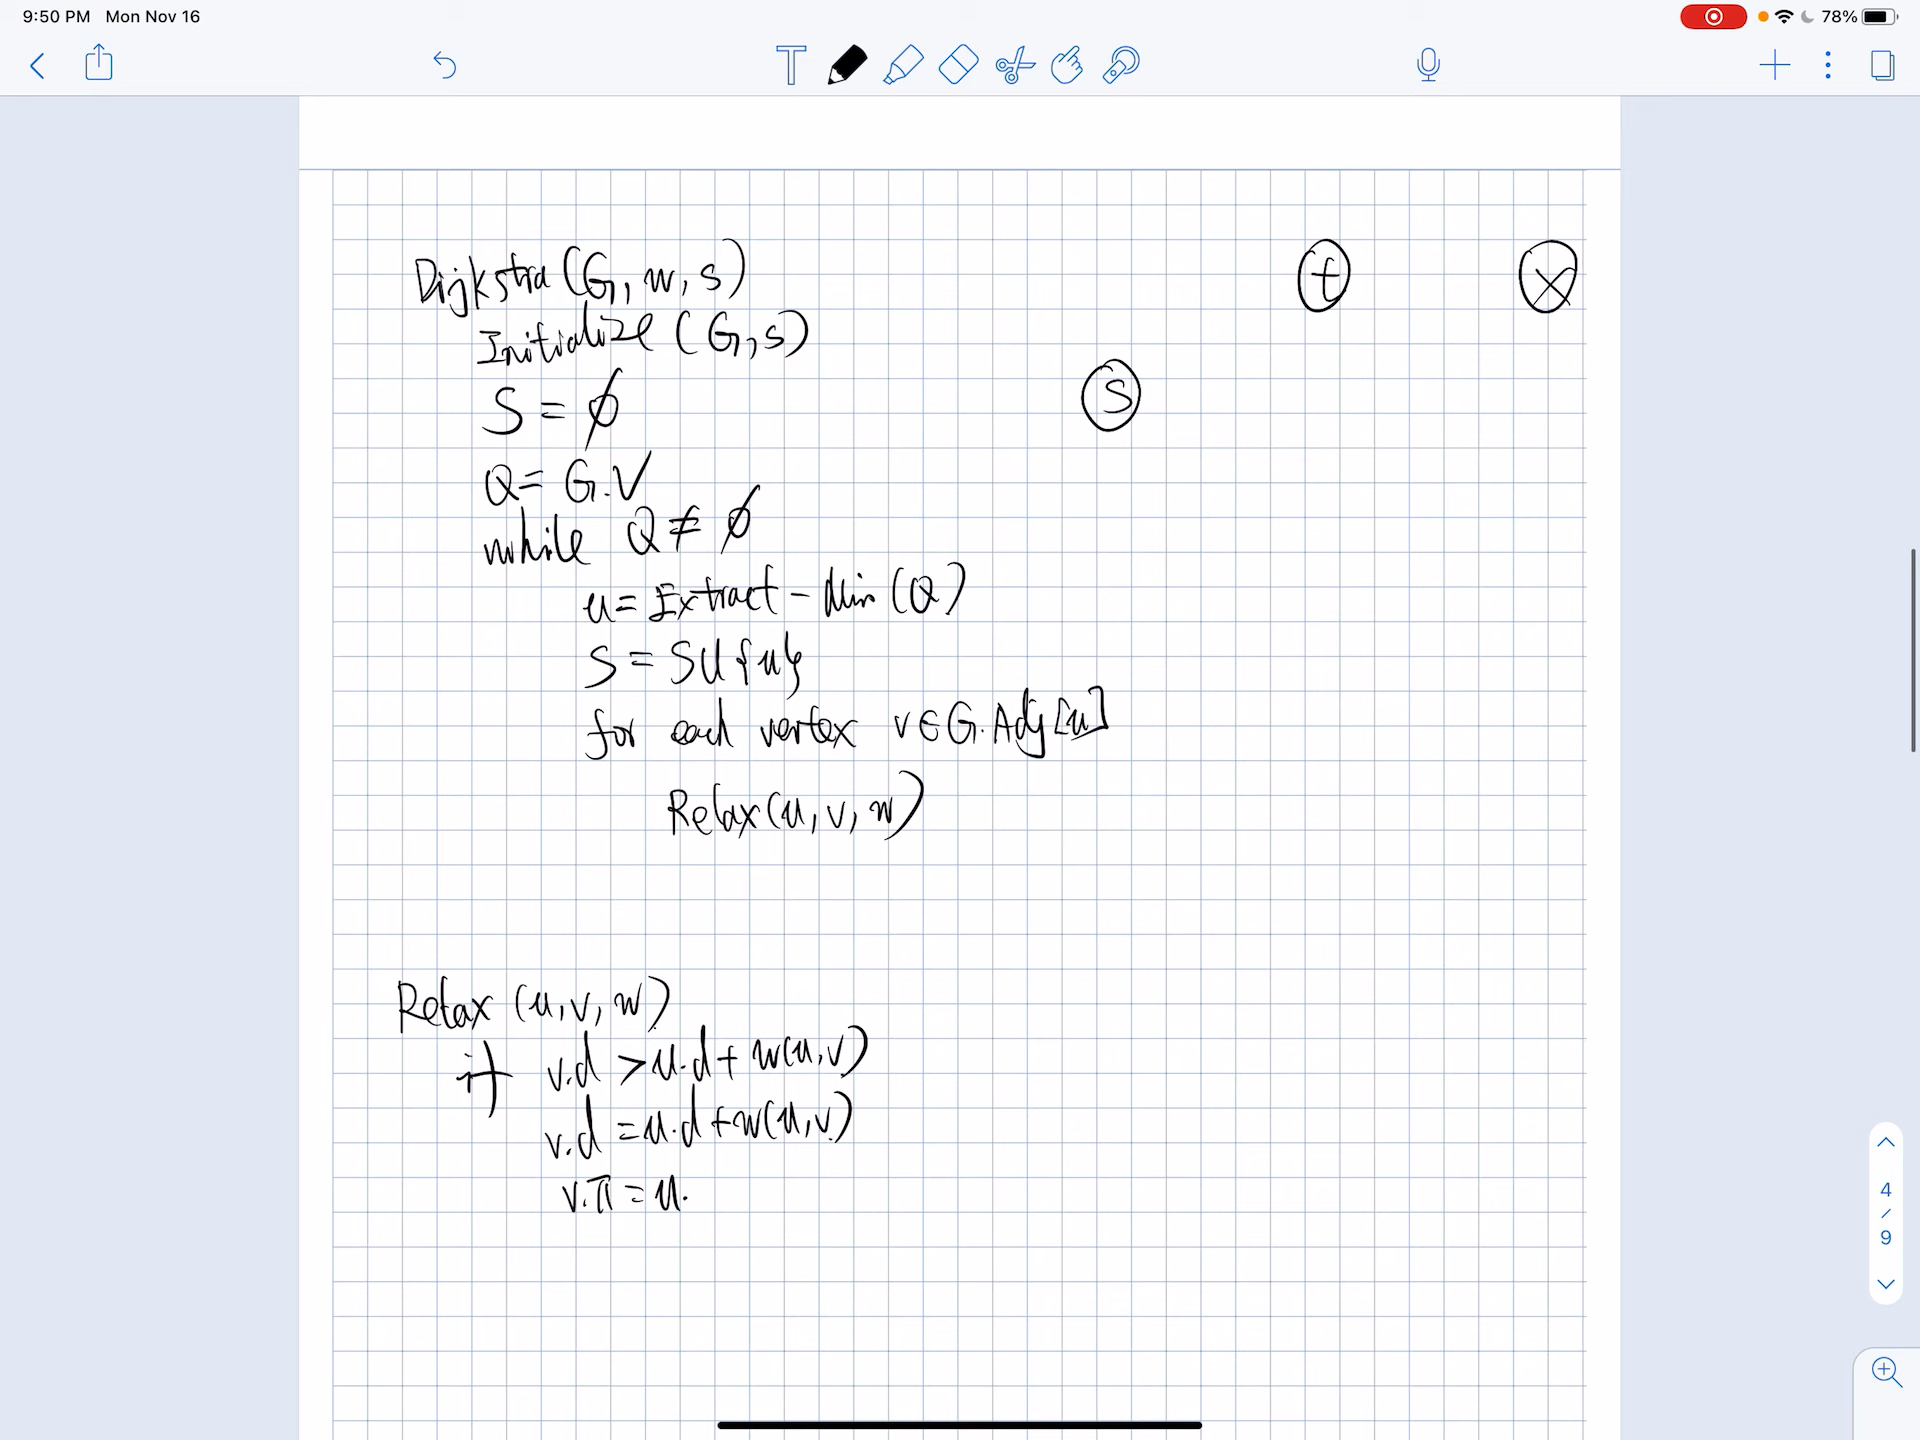 9:50 PM Mon Nov 16
78%
T
Dijkstra (G, w, s)
t
x
Initialize (G, s)
S
S = ∅
Q = G.V
while Q ≠ ∅
u = Extract - Min (Q)
S = S ∪ {u}
for each vertex v ∈ G. Adj [u]
Relax (u, v, w)
Relax (u, v, w)
if v.d > u.d + w(u, v)
v.d = u.d + w(u, v)
v.π = u.
4
/
9